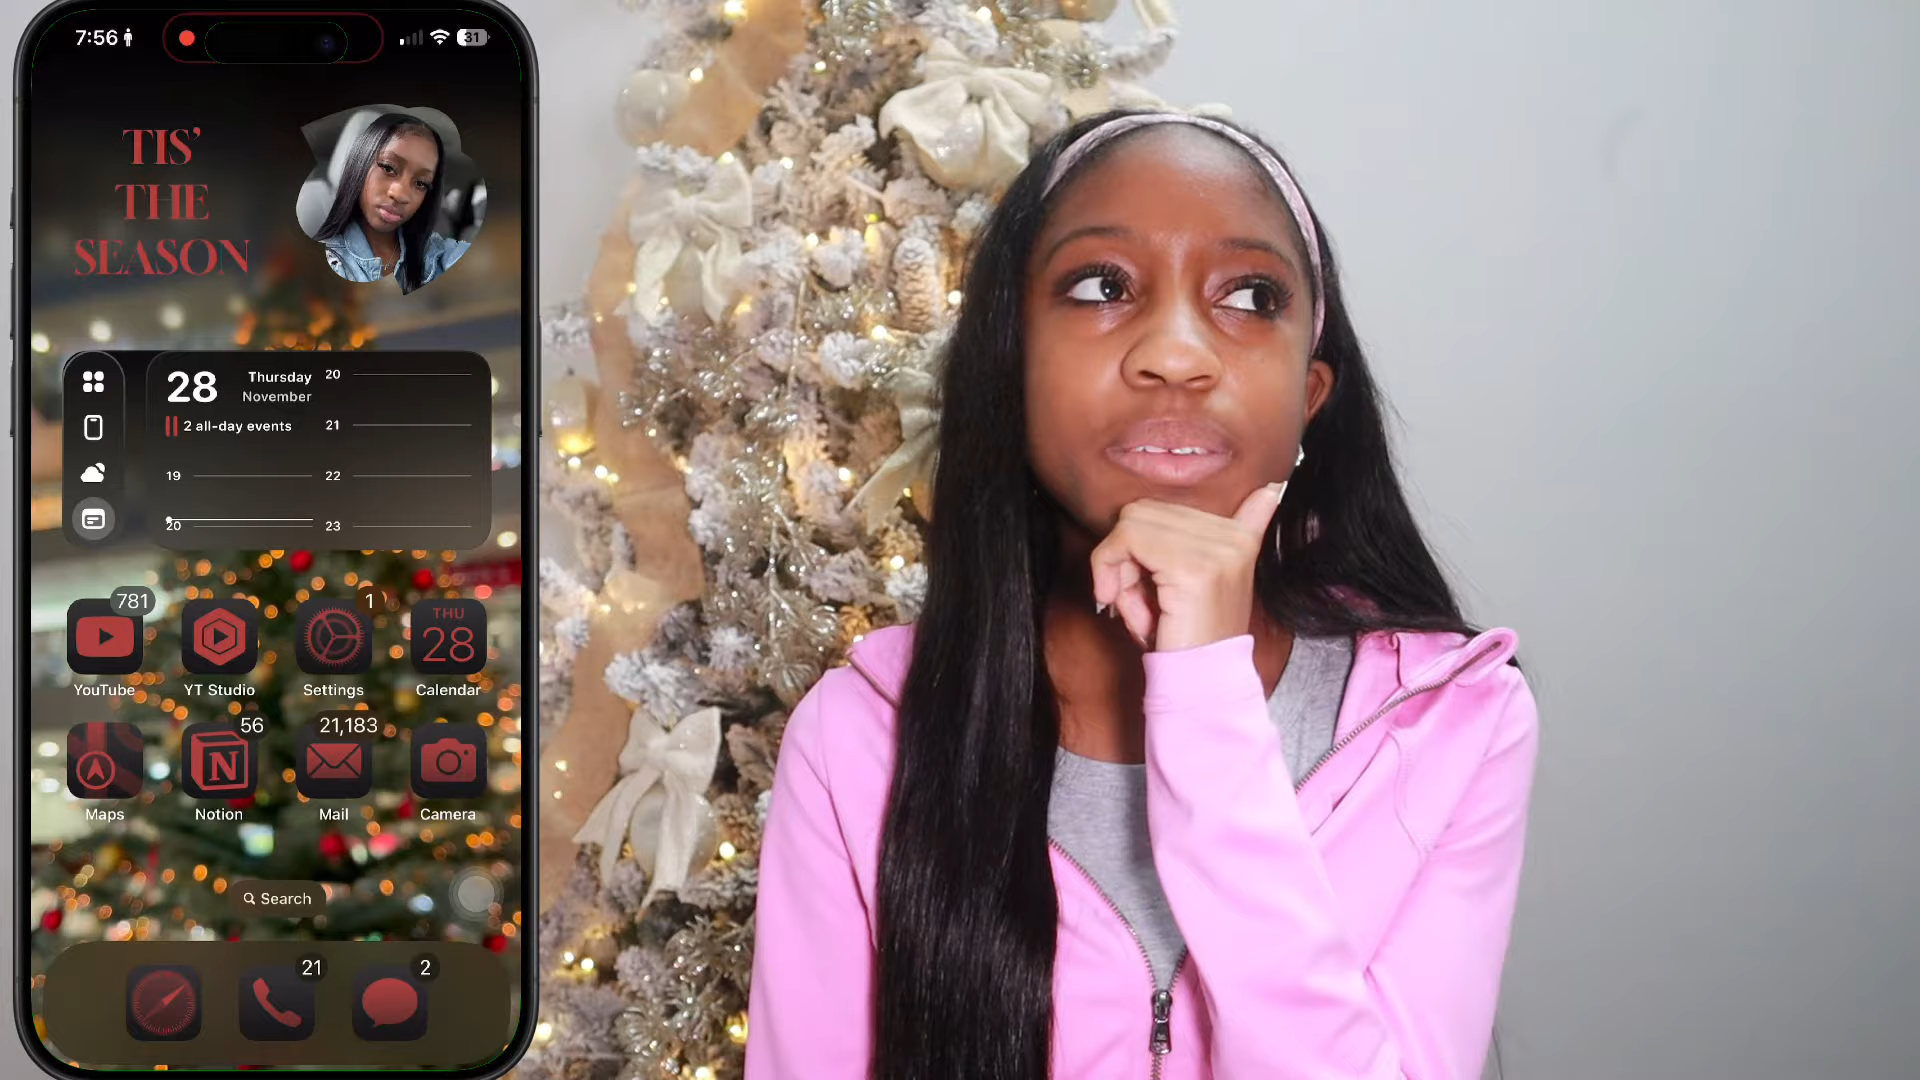 7:56
31
TIS’
THE
SEASON
28
Thursday
November
2 all-day events
19
20
20
21
22
23
781
1
THU
28
YouTube
YT Studio
Settings
Calendar
56
21,183
N
Maps
Notion
Mail
Camera
Search
21
2